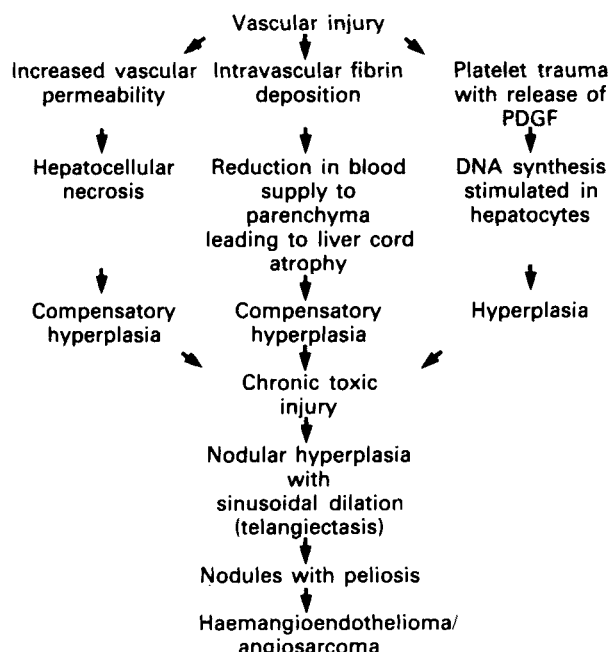 Vascular injury
Increased vascular
permeability
Intravascular fibrin
deposition
Platelet trauma
with release of
PDGF
Hepatocellular
necrosis
Reduction in blood
supply to
parenchyma
leading to liver cord
atrophy
DNA synthesis
stimulated in
hepatocytes
Compensatory
hyperplasia
Compensatory
hyperplasia
Hyperplasia
Chronic toxic
injury
Nodular hyperplasia
with
sinusoidal dilation
(telangiectasis)
Nodules with peliosis
Haemangioendothelioma/
angiosarcoma